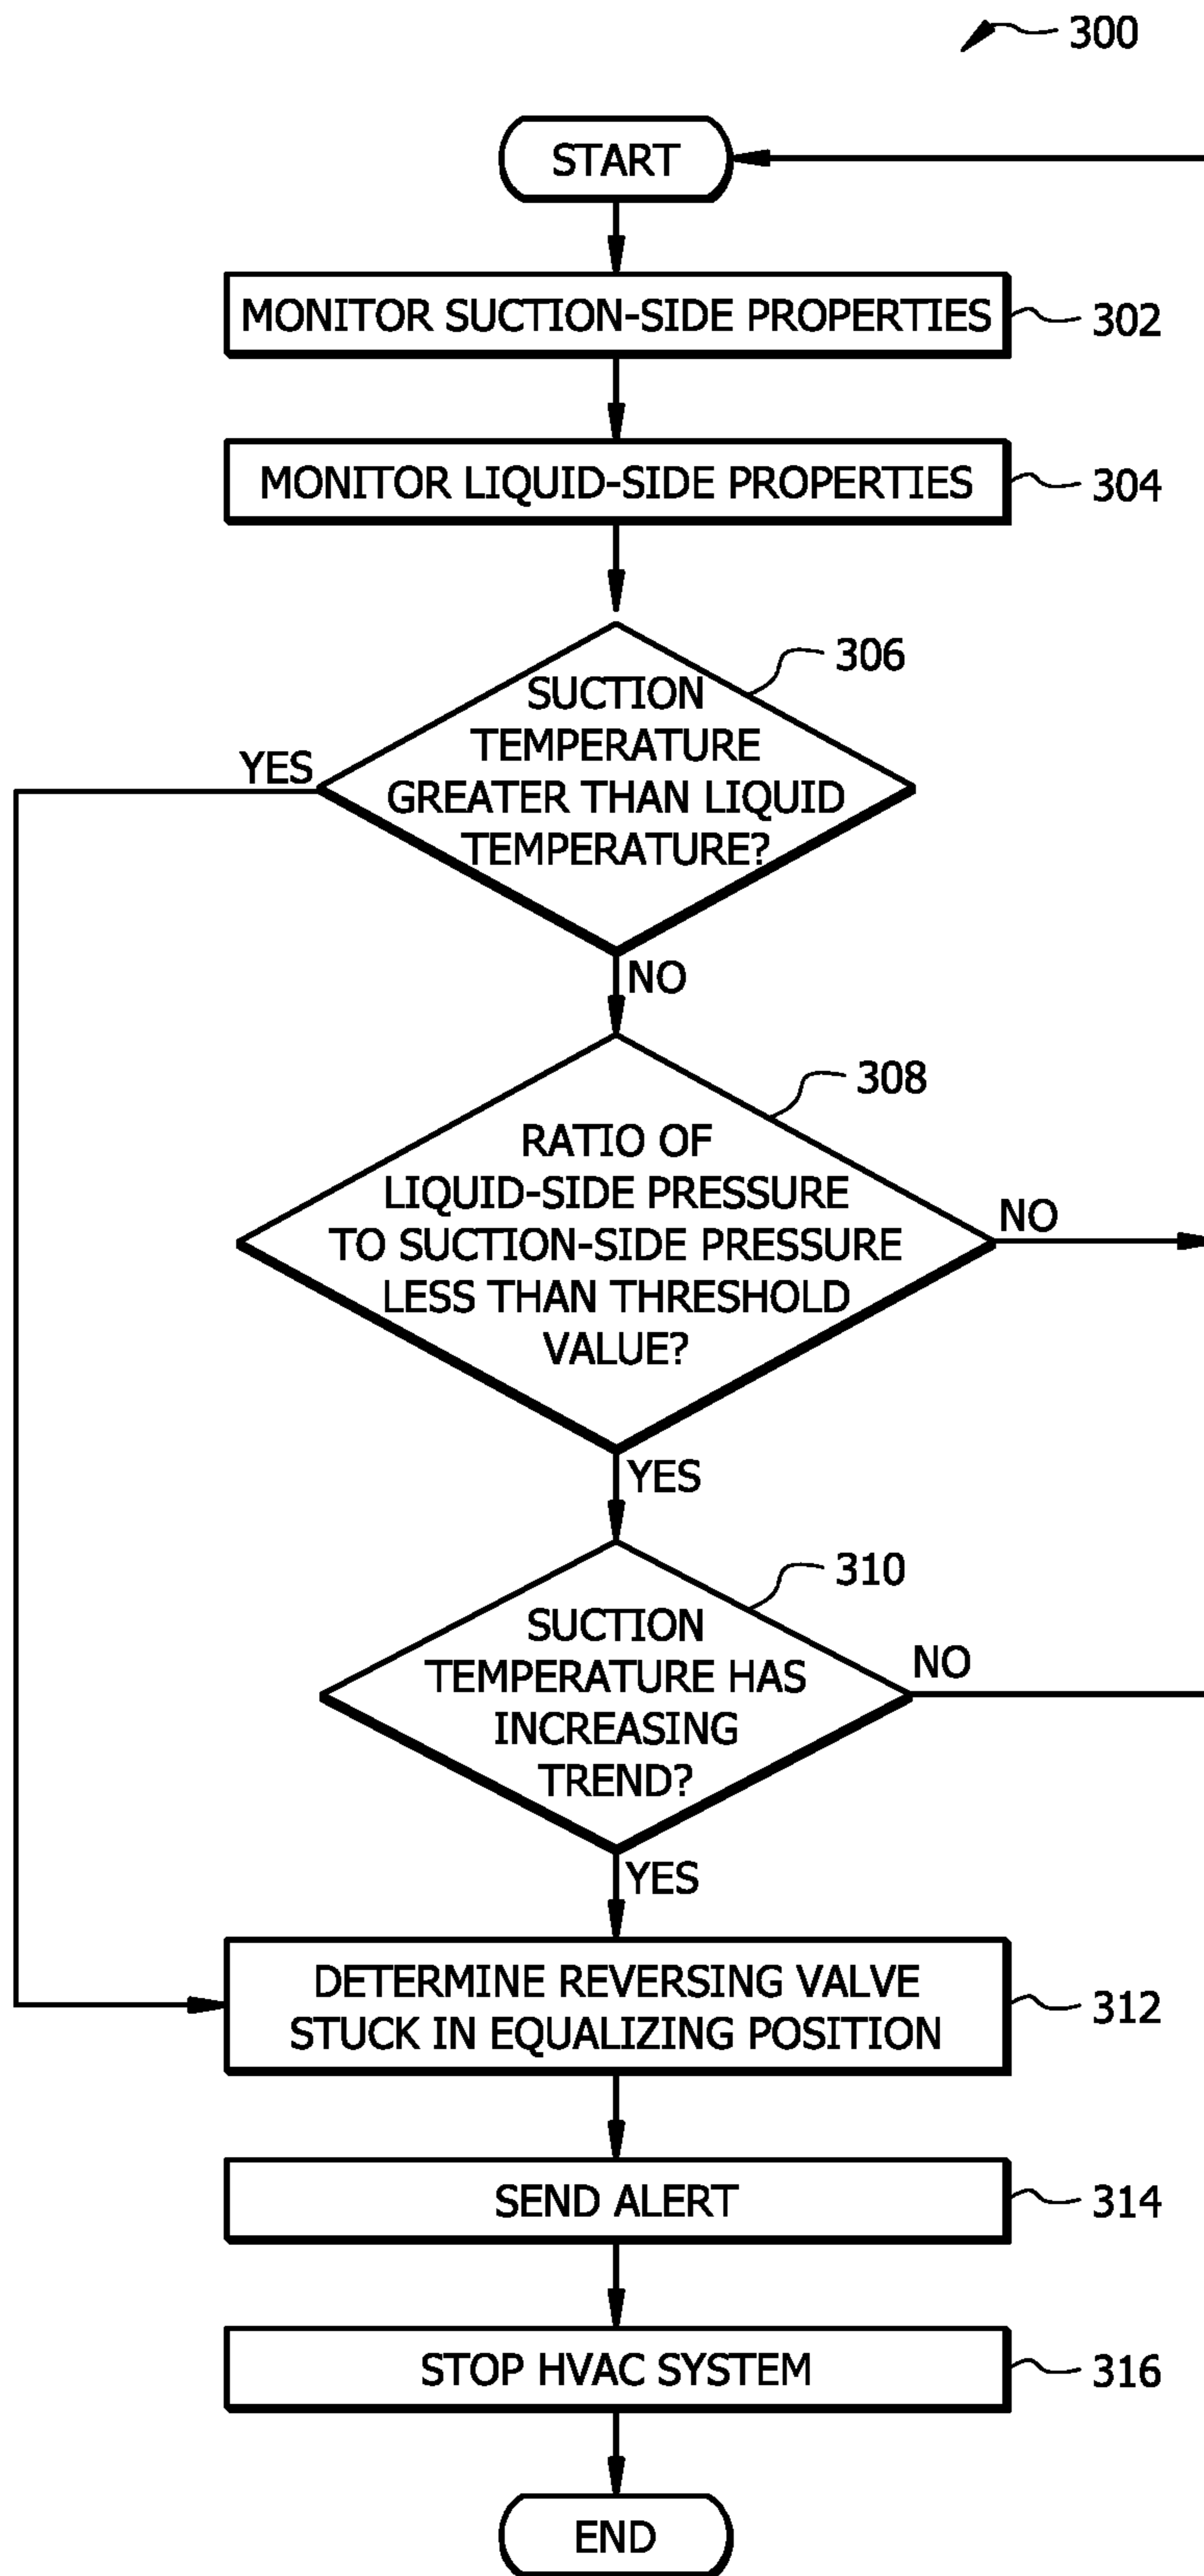 300
START
MONITOR SUCTION-SIDE PROPERTIES
302
MONITOR LIQUID-SIDE PROPERTIES
304
306
SUCTION
TEMPERATURE
GREATER THAN LIQUID
TEMPERATURE?
YES
NO
308
RATIO OF
LIQUID-SIDE PRESSURE
TO SUCTION-SIDE PRESSURE
LESS THAN THRESHOLD
VALUE?
NO
YES
310
SUCTION
TEMPERATURE HAS
INCREASING
TREND?
NO
YES
DETERMINE REVERSING VALVE
STUCK IN EQUALIZING POSITION
312
SEND ALERT
314
STOP HVAC SYSTEM
316
END